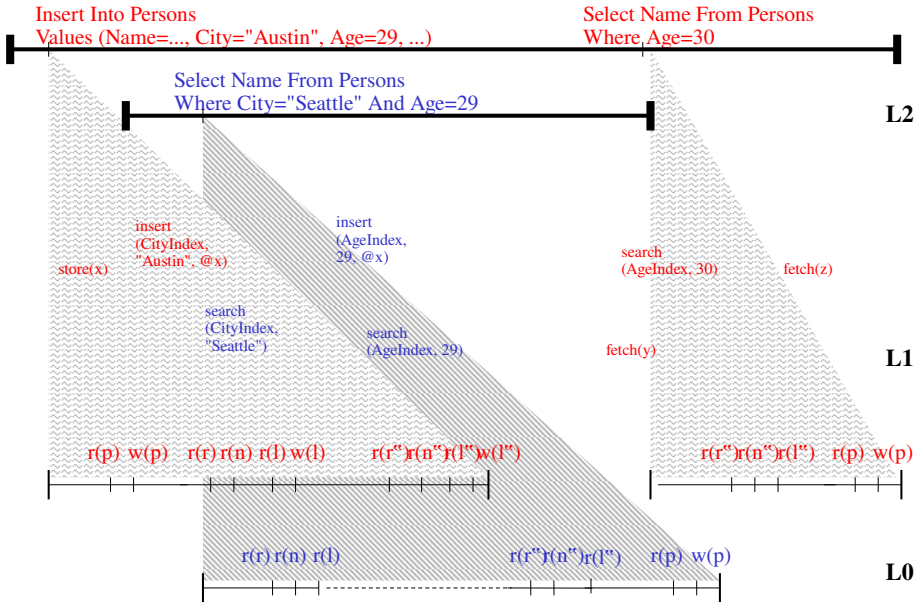 Insert Into Persons
Values (Name=..., City="Austin", Age=29, ...)
Select Name From Persons
Where Age=30
Select Name From Persons
Where City="Seattle" And Age=29
L2
store(x)
insert
(CityIndex,
"Austin", @x)
insert
(AgeIndex,
29, @x)
search
(CityIndex,
"Seattle")
search
(AgeIndex, 29)
search
(AgeIndex, 30)
fetch(z)
fetch(y)
L1
r(p) w(p) r(r) r(n) r(l) w(l) r(r") r(n") r(l") w(l") r(r") r(n") r(l") r(p) w(p)
r(r) r(n) r(l) r(r") r(n") r(l") r(p) w(p)
L0